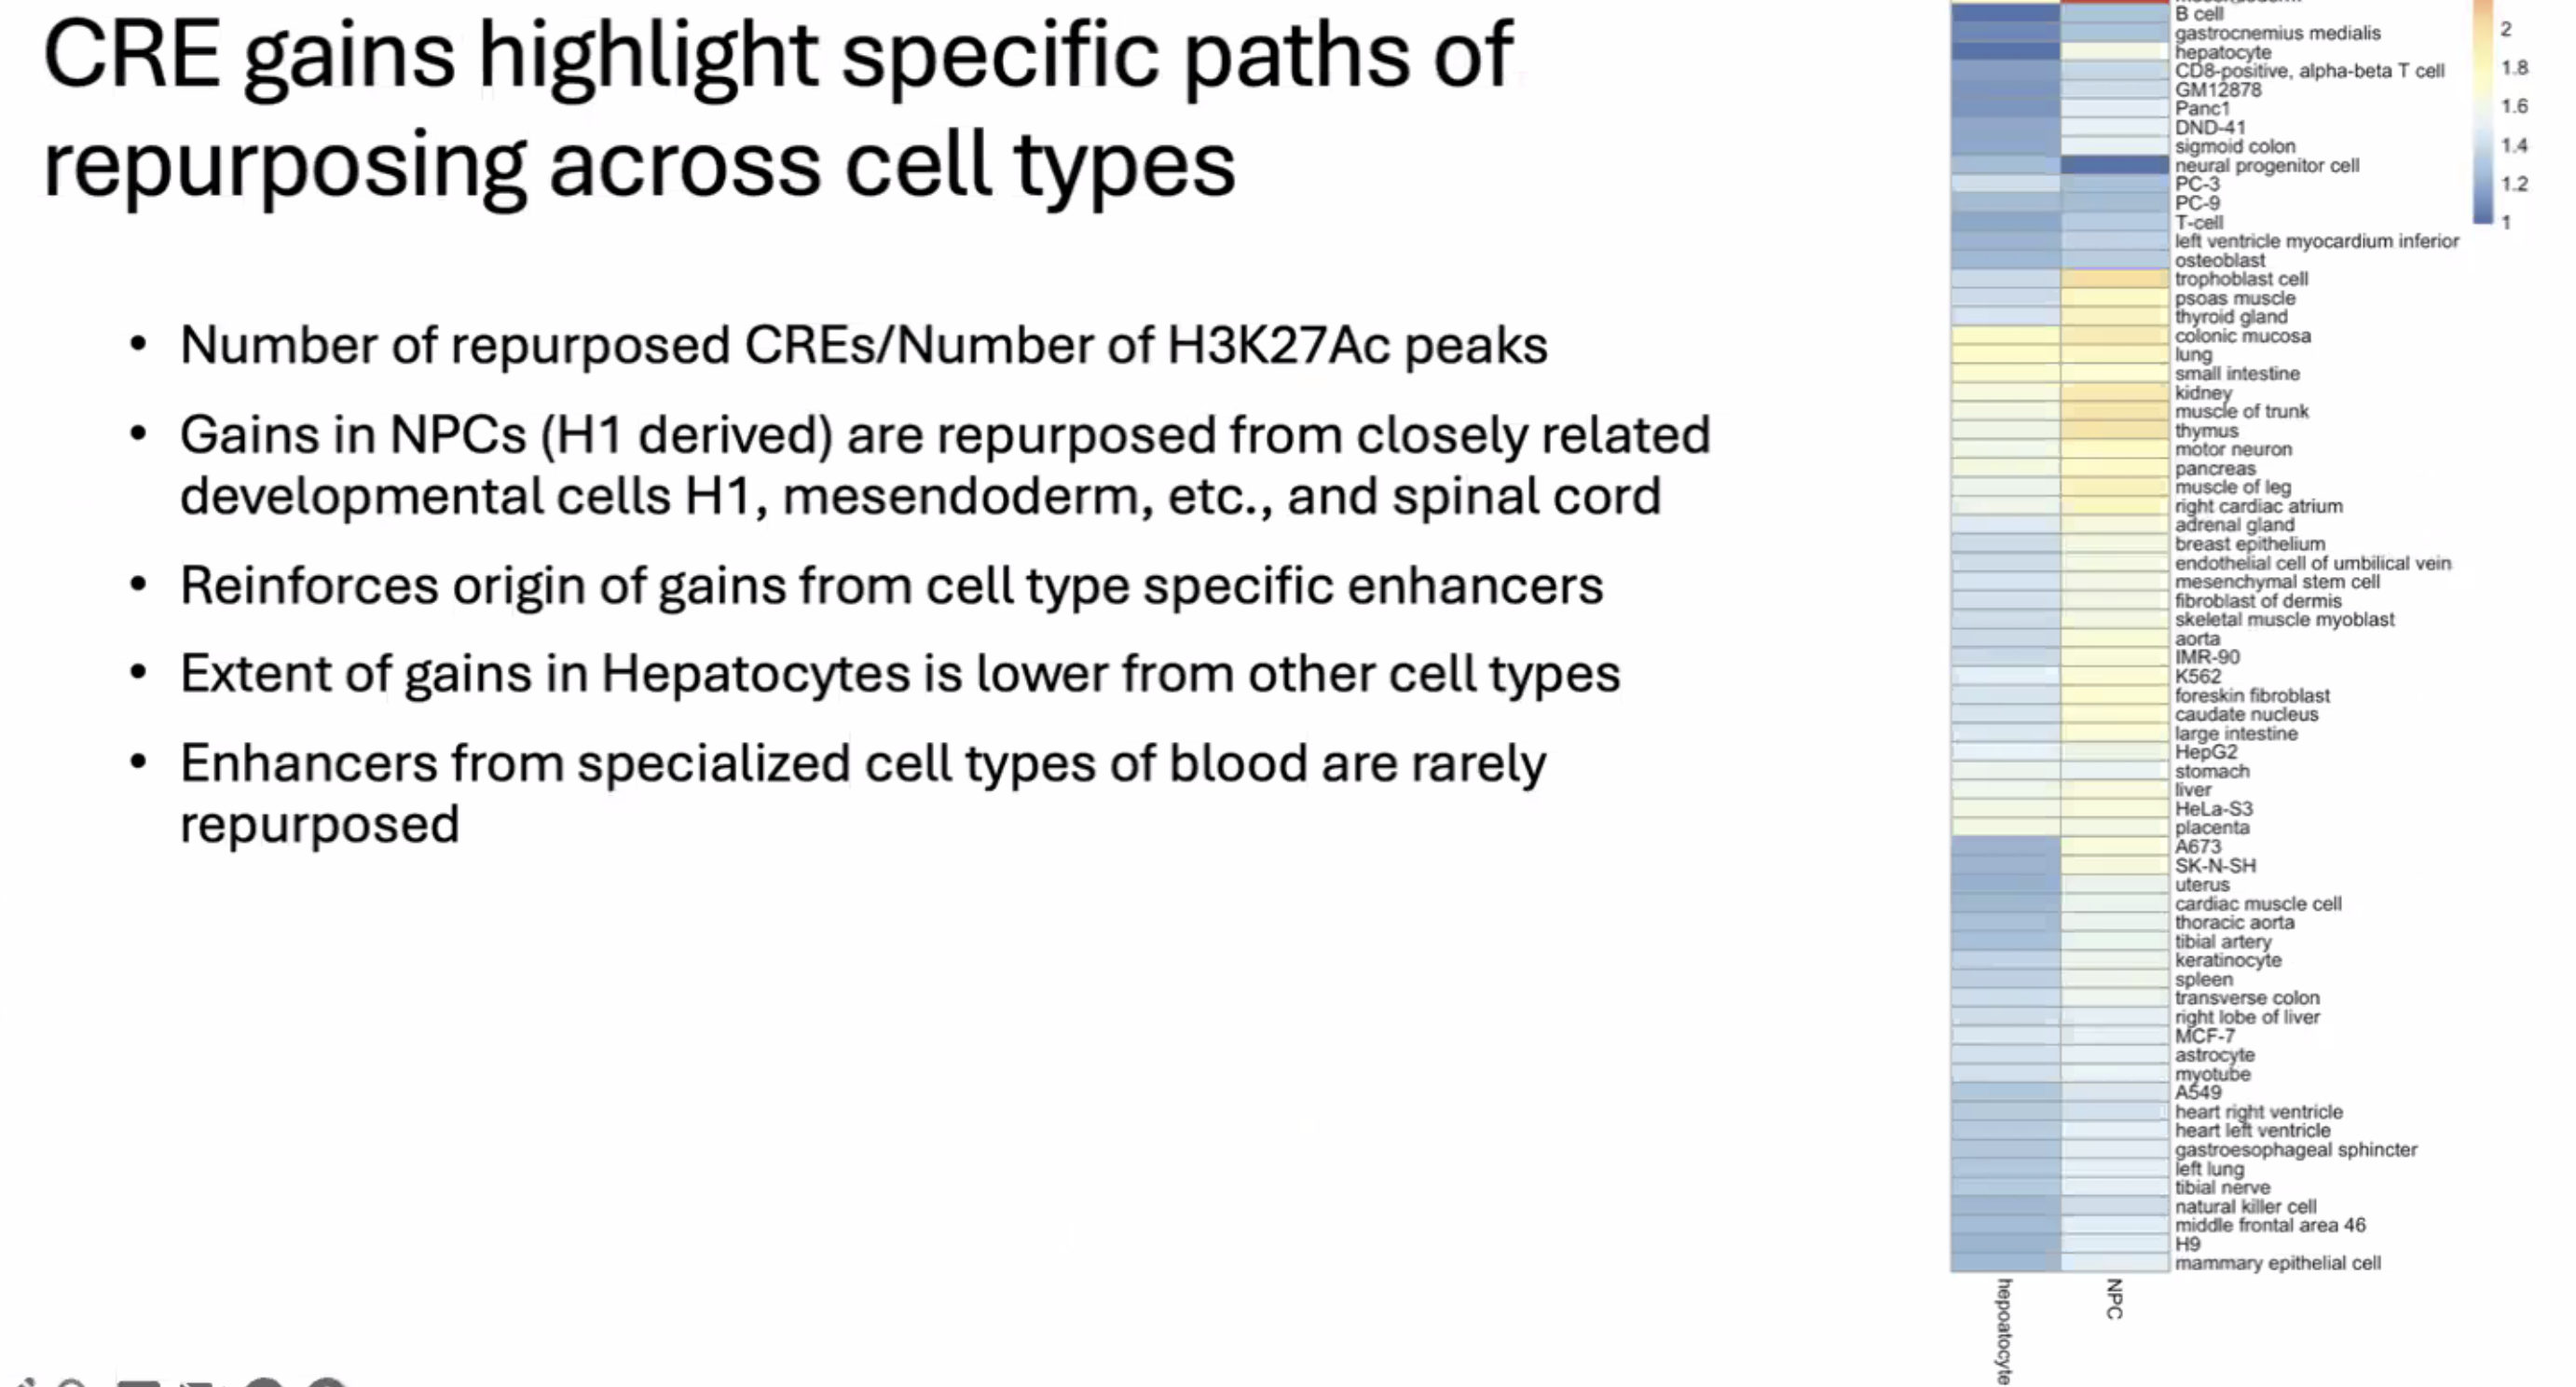 CRE gains highlight specific paths of
repurposing across cell types
• Number of repurposed CREs/Number of H3K27Ac peaks
• Gains in NPCs (H1 derived) are repurposed from closely related
developmental cells H1, mesendoderm, etc., and spinal cord
• Reinforces origin of gains from cell type specific enhancers
• Extent of gains in Hepatocytes is lower from other cell types
• Enhancers from specialized cell types of blood are rarely
repurposed
B cell
gastrocnemius medialis
hepatocyte
CD8-positive, alpha-beta T cell
GM12878
Panc1
DND-41
sigmoid colon
neural progenitor cell
PC-3
PC-9
T-cell
left ventricle myocardium inferior
osteoblast
trophoblast cell
psoas muscle
thyroid gland
colonic mucosa
lung
small intestine
kidney
muscle of trunk
thymus
motor neuron
pancreas
muscle of leg
right cardiac atrium
adrenal gland
breast epithelium
endothelial cell of umbilical vein
mesenchymal stem cell
fibroblast of dermis
skeletal muscle myoblast
aorta
IMR-90
K562
foreskin fibroblast
caudate nucleus
large intestine
HepG2
stomach
liver
HeLa-S3
placenta
A673
SK-N-SH
uterus
cardiac muscle cell
thoracic aorta
tibial artery
keratinocyte
spleen
transverse colon
right lobe of liver
MCF-7
astrocyte
myotube
A549
heart right ventricle
heart left ventricle
gastroesophageal sphincter
left lung
tibial nerve
natural killer cell
middle frontal area 46
H9
mammary epithelial cell
2
1.8
1.6
1.4
1.2
1
hepoatocyte
NPC